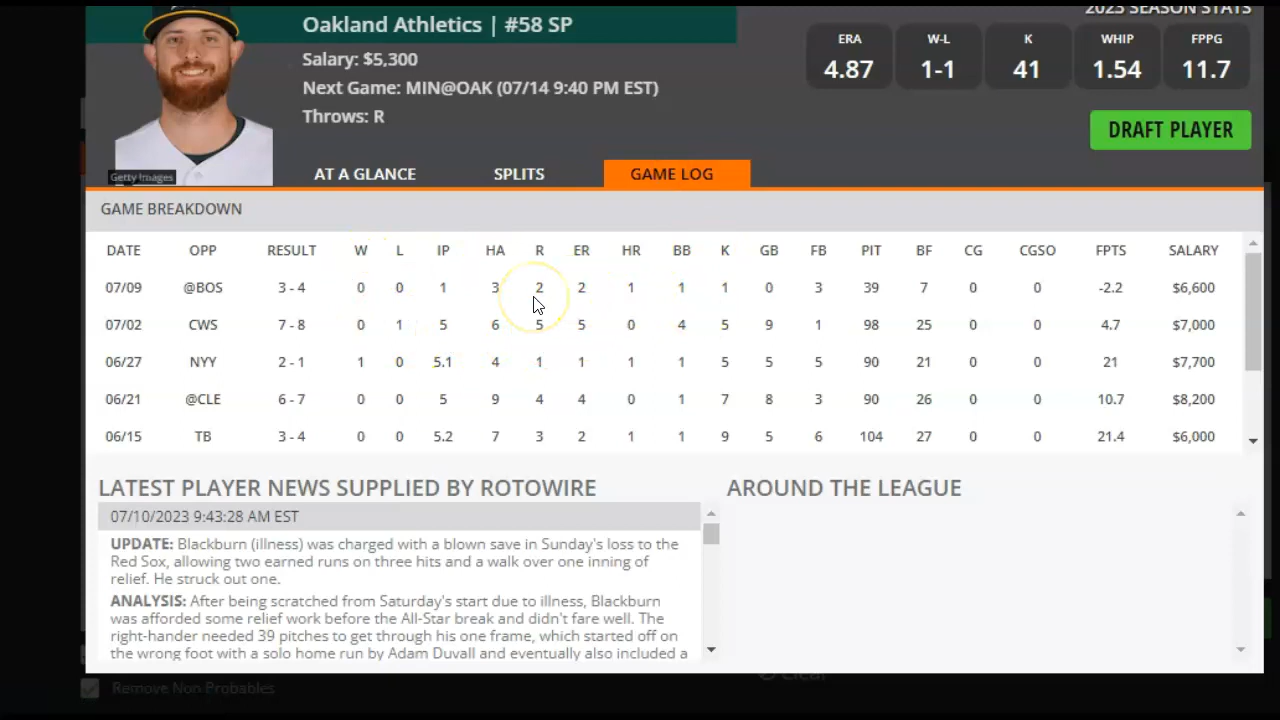 Oakland Athletics | #58 SP
2023 SEASON STATS
Salary: $5,300
Next Game: MIN@OAK (07/14 9:40 PM EST)
Throws: R
ERA W-L K WHIP FPPG
4.87 1-1 41 1.54 11.7
DRAFT PLAYER
Getty Images
AT A GLANCE SPLITS GAME LOG
GAME BREAKDOWN
DATE OPP RESULT W L IP HA R ER HR BB K GB FB PIT BF CG CGSO FPTS SALARY
07/09 @BOS 3 - 4 0 0 1 3 2 2 1 1 1 0 3 39 7 0 0 -2.2 $6,600
07/02 CWS 7 - 8 0 1 5 6 5 5 0 4 5 9 1 98 25 0 0 4.7 $7,000
06/27 NYY 2 - 1 1 0 5.1 4 1 1 1 1 5 5 5 90 21 0 0 21 $7,700
06/21 @CLE 6 - 7 0 0 5 9 4 4 0 1 7 8 3 90 26 0 0 10.7 $8,200
06/15 TB 3 - 4 0 0 5.2 7 3 2 1 1 9 5 6 104 27 0 0 21.4 $6,000
LATEST PLAYER NEWS SUPPLIED BY ROTOWIRE
07/10/2023 9:43:28 AM EST
UPDATE: Blackburn (illness) was charged with a blown save in Sunday's loss to the
Red Sox, allowing two earned runs on three hits and a walk over one inning of
relief. He struck out one.
ANALYSIS: After being scratched from Saturday's start due to illness, Blackburn
was afforded some relief work before the All-Star break and didn't fare well. The
right-hander needed 39 pitches to get through his one frame, which started off on
the wrong foot with a solo home run by Adam Duvall and eventually also included a
AROUND THE LEAGUE
Remove Non-Probables
Clear